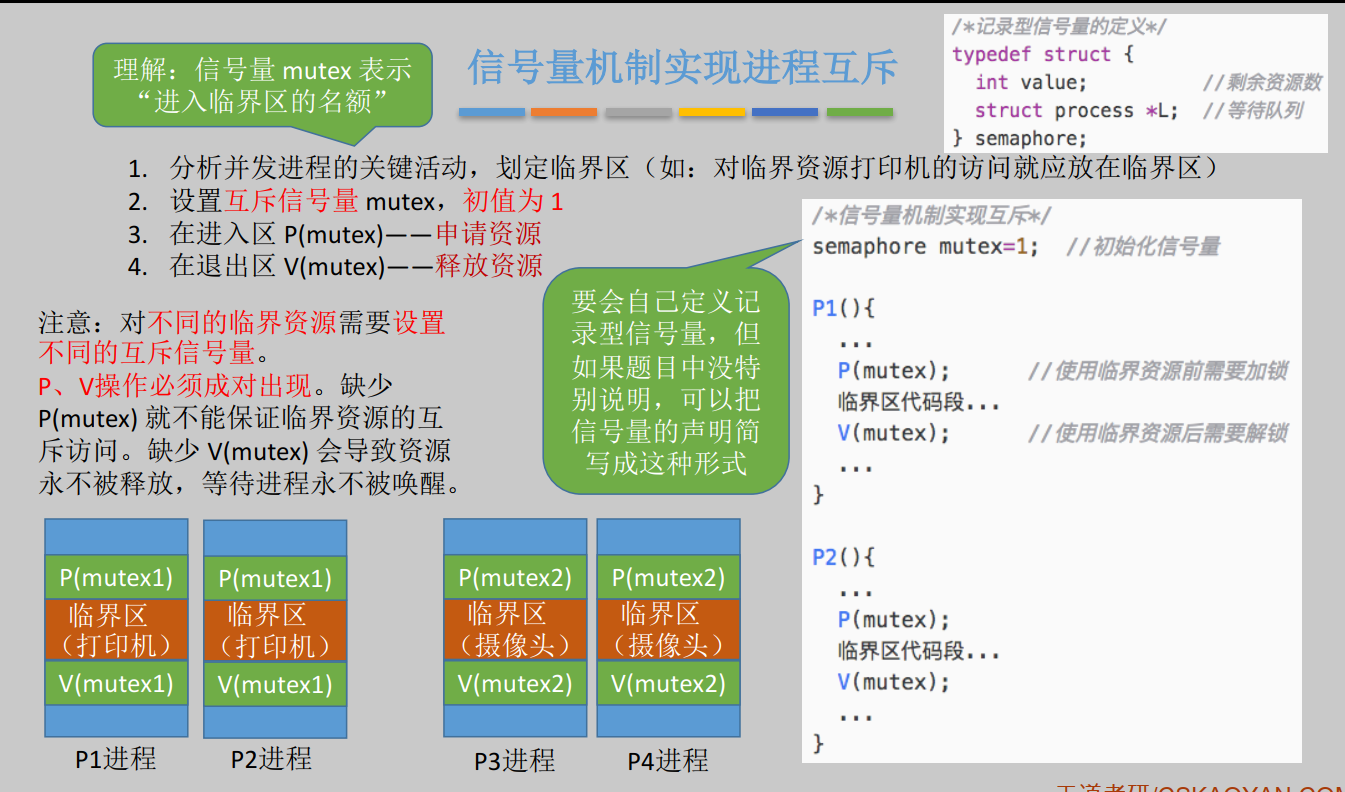 理解：信号量 mutex 表示
“进入临界区的名额”
信号量机制实现进程互斥
/*记录型信号量的定义*/
typedef struct {
int value; //剩余资源数
struct process *L; //等待队列
} semaphore;
1. 分析并发进程的关键活动，划定临界区（如：对临界资源打印机的访问就应放在临界区）
2. 设置互斥信号量 mutex，初值为 1
3. 在进入区 P(mutex)——申请资源
4. 在退出区 V(mutex)——释放资源
注意：对不同的临界资源需要设置
不同的互斥信号量。
P、V操作必须成对出现。缺少
P(mutex) 就不能保证临界资源的互
斥访问。缺少 V(mutex) 会导致资源
永不被释放，等待进程永不被唤醒。
要会自己定义记
录型信号量，但
如果题目中没特
别说明，可以把
信号量的声明简
写成这种形式
/*信号量机制实现互斥*/
semaphore mutex=1; //初始化信号量
P1(){
...
P(mutex); //使用临界资源前需要加锁
临界区代码段...
V(mutex); //使用临界资源后需要解锁
...
}
P2(){
...
P(mutex);
临界区代码段...
V(mutex);
...
}
P(mutex1)
临界区
（打印机）
V(mutex1)
P1进程
P(mutex1)
临界区
（打印机）
V(mutex1)
P2进程
P(mutex2)
临界区
（摄像头）
V(mutex2)
P3进程
P(mutex2)
临界区
（摄像头）
V(mutex2)
P4进程